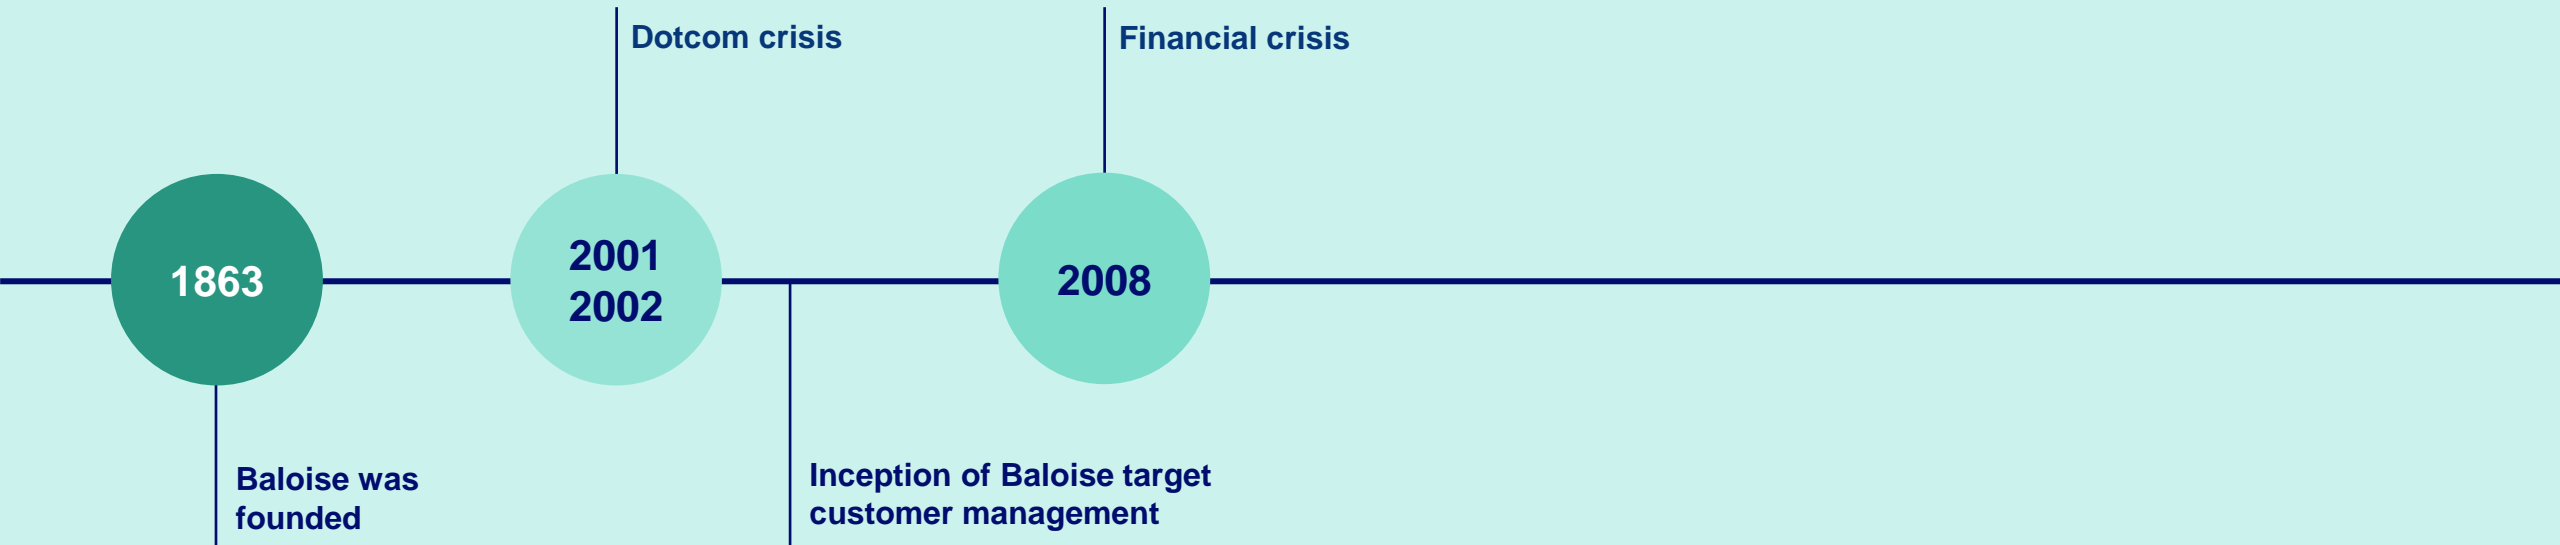 Dotcom crisis
Financial crisis
1863
2001
2002
2008
Baloise was
founded
Inception of Baloise target
customer management